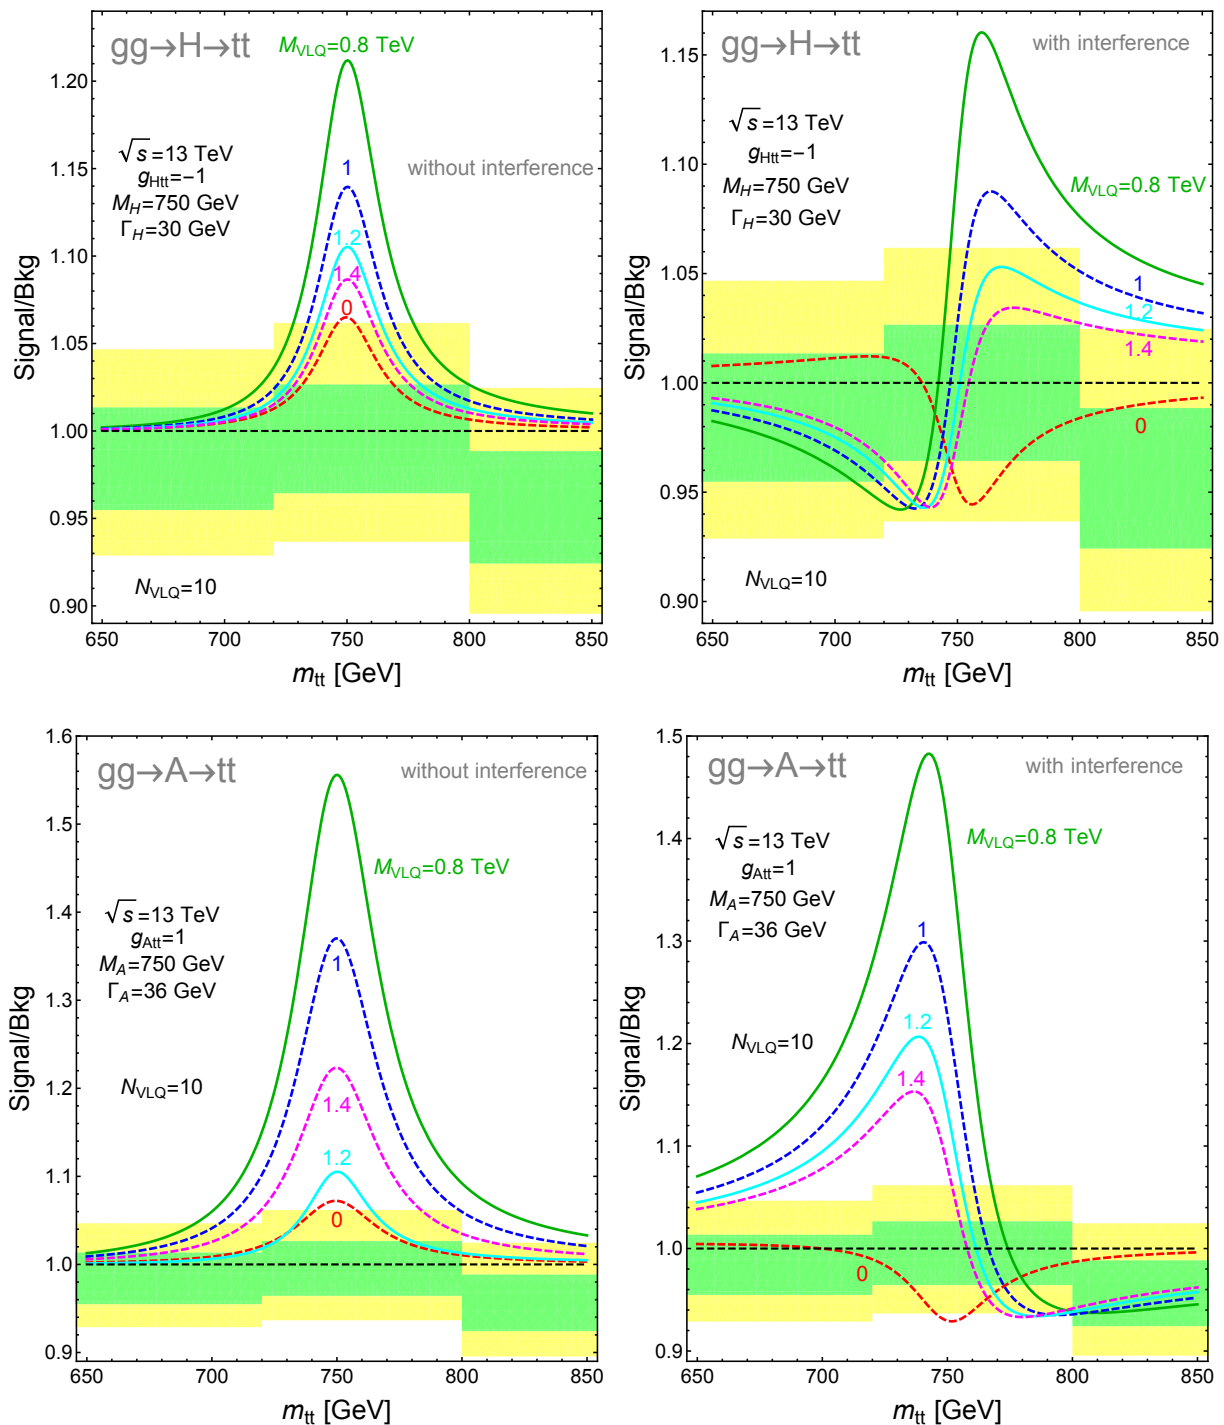 gg→H→tt
M_VLQ=0.8 TeV
√s=13 TeV
g_Htt=−1
M_H=750 GeV
Γ_H=30 GeV
without interference
1
1.2
1.4
0
N_VLQ=10
Signal/Bkg
1.20
1.15
1.10
1.05
1.00
0.95
0.90
650 700 750 800 850
m_tt [GeV]
gg→H→tt
with interference
√s=13 TeV
g_Htt=−1
M_H=750 GeV
Γ_H=30 GeV
M_VLQ=0.8 TeV
1
1.2
1.4
0
N_VLQ=10
Signal/Bkg
1.15
1.10
1.05
1.00
0.95
0.90
650 700 750 800 850
m_tt [GeV]
gg→A→tt
without interference
M_VLQ=0.8 TeV
√s=13 TeV
g_Att=1
M_A=750 GeV
Γ_A=36 GeV
1
1.4
1.2
0
N_VLQ=10
Signal/Bkg
1.6
1.5
1.4
1.3
1.2
1.1
1.0
0.9
650 700 750 800 850
m_tt [GeV]
gg→A→tt
with interference
√s=13 TeV
g_Att=1
M_A=750 GeV
Γ_A=36 GeV
M_VLQ=0.8 TeV
1
1.2
1.4
0
N_VLQ=10
Signal/Bkg
1.5
1.4
1.3
1.2
1.1
1.0
0.9
650 700 750 800 850
m_tt [GeV]